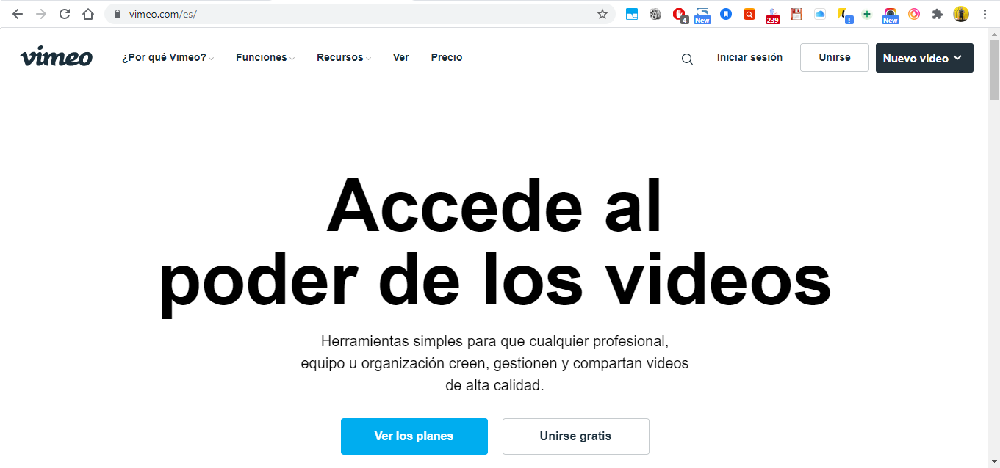 vimeo.com/es/
4
New
239
!
New
vimeo
¿Por qué Vimeo?
Funciones
Recursos
Ver
Precio
Iniciar sesión
Unirse
Nuevo video
Accede al
poder de los videos
Herramientas simples para que cualquier profesional,
equipo u organización creen, gestionen y compartan videos
de alta calidad.
Ver los planes
Unirse gratis